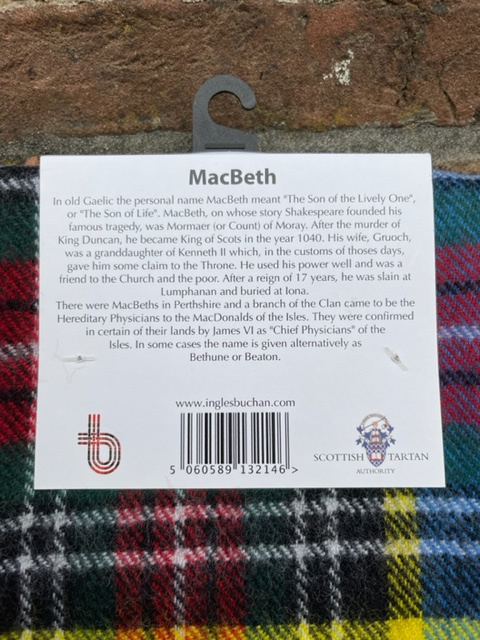 MacBeth
In old Gaelic the personal name MacBeth meant "The Son of the Lively One",
or "The Son of Life". MacBeth, on whose story Shakespeare founded his
famous tragedy, was Mormaer (or Count) of Moray. After the murder of
King Duncan, he became King of Scots in the year 1040. His wife, Gruoch,
was a granddaughter of Kenneth II which, in the customs of thoses days,
gave him some claim to the Throne. He used his power well and was a
friend to the Church and the poor. After a reign of 17 years, he was slain at
Lumphanan and buried at Iona.
There were MacBeths in Perthshire and a branch of the Clan came to be the
Hereditary Physicians to the MacDonalds of the Isles. They were confirmed
in certain of their lands by James VI as "Chief Physicians" of the
Isles. In some cases the name is given alternatively as
Bethune or Beaton.
www.inglesbuchan.com
5 060589 132146 >
SCOTTISH TARTAN
AUTHORITY